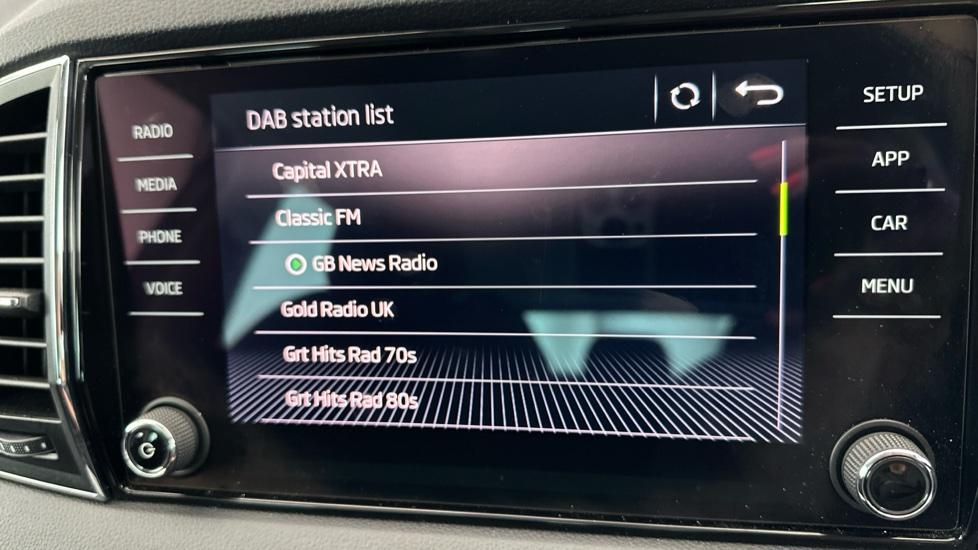 DAB station list
Capital XTRA
Classic FM
GB News Radio
Gold Radio UK
Grt Hits Rad 70s
Grt Hits Rad 80s
RADIO
MEDIA
PHONE
VOICE
SETUP
APP
CAR
MENU